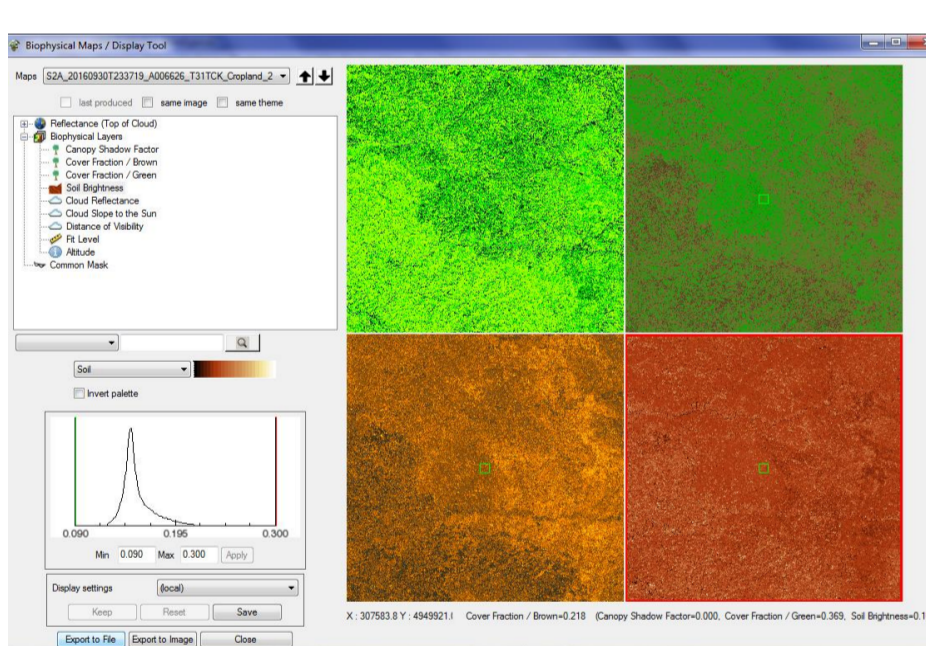 Biophysical Maps / Display Tool
Maps S2A_20160930T233719_A006626_T31TCK_Cropland_2
last produced same image same theme
Reflectance (Top of Cloud)
Biophysical Layers
Canopy Shadow Factor
Cover Fraction / Brown
Cover Fraction / Green
Soil Brightness
Cloud Reflectance
Cloud Slope to the Sun
Distance of Visibility
Fit Level
Altitude
Common Mask
Soil
Invert palette
0.090 0.195 0.300
Min 0.090 Max 0.300 Apply
Display settings (local)
Keep Reset Save
Export to File Export to Image Close
X : 307583.8 Y : 4949921.( Cover Fraction / Brown=0.218 (Canopy Shadow Factor=0.000, Cover Fraction / Green=0.369, Soil Brightness=0.1